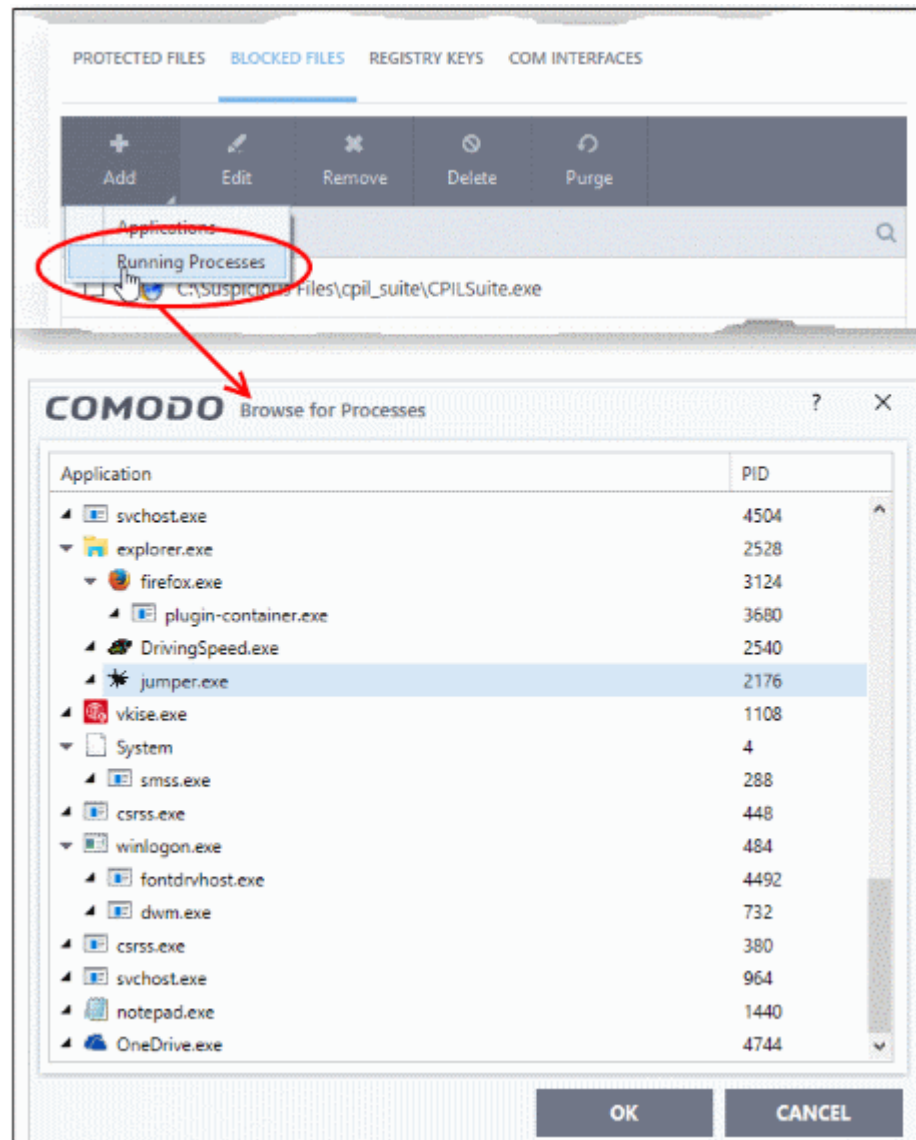 PROTECTED FILES BLOCKED FILES REGISTRY KEYS COM INTERFACES
Add Edit Remove Delete Purge
Applications
Running Processes
C:\Suspicious Files\cpil_suite\CPILSuite.exe
COMODO Browse for Processes ? ×
Application PID
svchost.exe 4504
explorer.exe 2528
firefox.exe 3124
plugin-container.exe 3680
DrivingSpeed.exe 2540
jumper.exe 2176
vkise.exe 1108
System 4
smss.exe 288
csrss.exe 448
winlogon.exe 484
fontdrvhost.exe 4492
dwm.exe 732
csrss.exe 380
svchost.exe 964
notepad.exe 1440
OneDrive.exe 4744
OK CANCEL